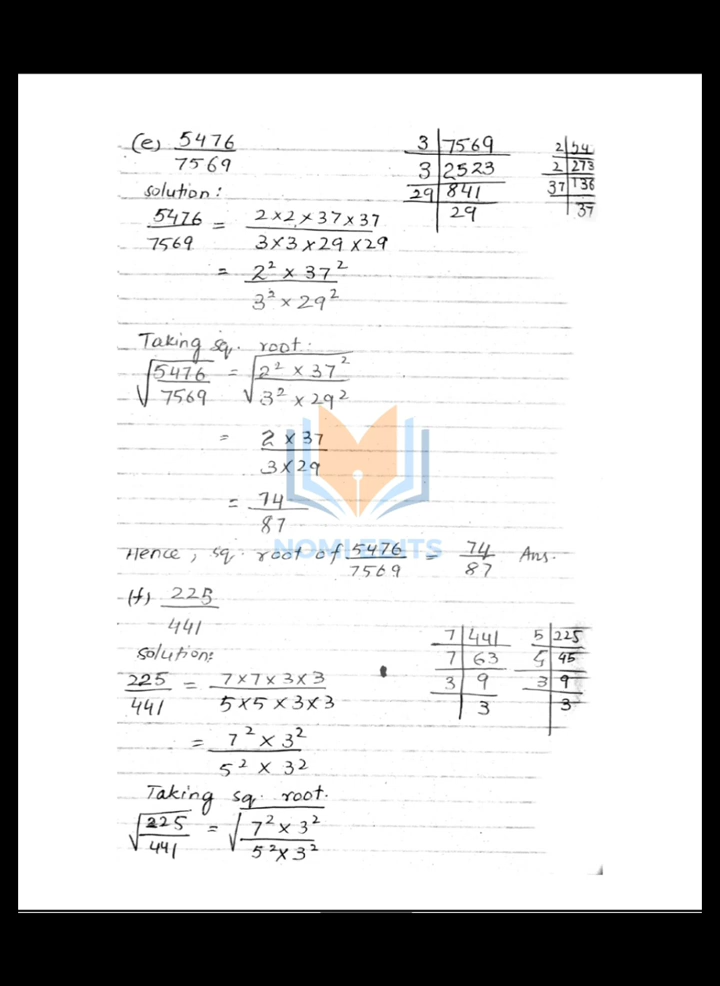 (e) 5476/7569
3 | 7569
3 | 2523
29 | 841
29
2 | 54
2 | 273
37 | 136
37
Solution:
5476/7569 = 2×2×37×37/3×3×29×29
= 2² × 37²/3² × 29²
Taking sq. root:
√5476/7569 = √2² × 37²/3² × 29²
= 2 × 37/3 × 29
= 74/87
NOMI EDITS
Hence, sq. root of 5476/7569 = 74/87 Ans.
(f) 225/441
7 | 441
7 | 63
3 | 9
3
5 | 225
5 | 45
3 | 9
3
Solution:
225/441 = 7×7×3×3/5×5×3×3
= 7² × 3²/5² × 3²
Taking sq. root.
√225/441 = √7² × 3²/5² × 3²